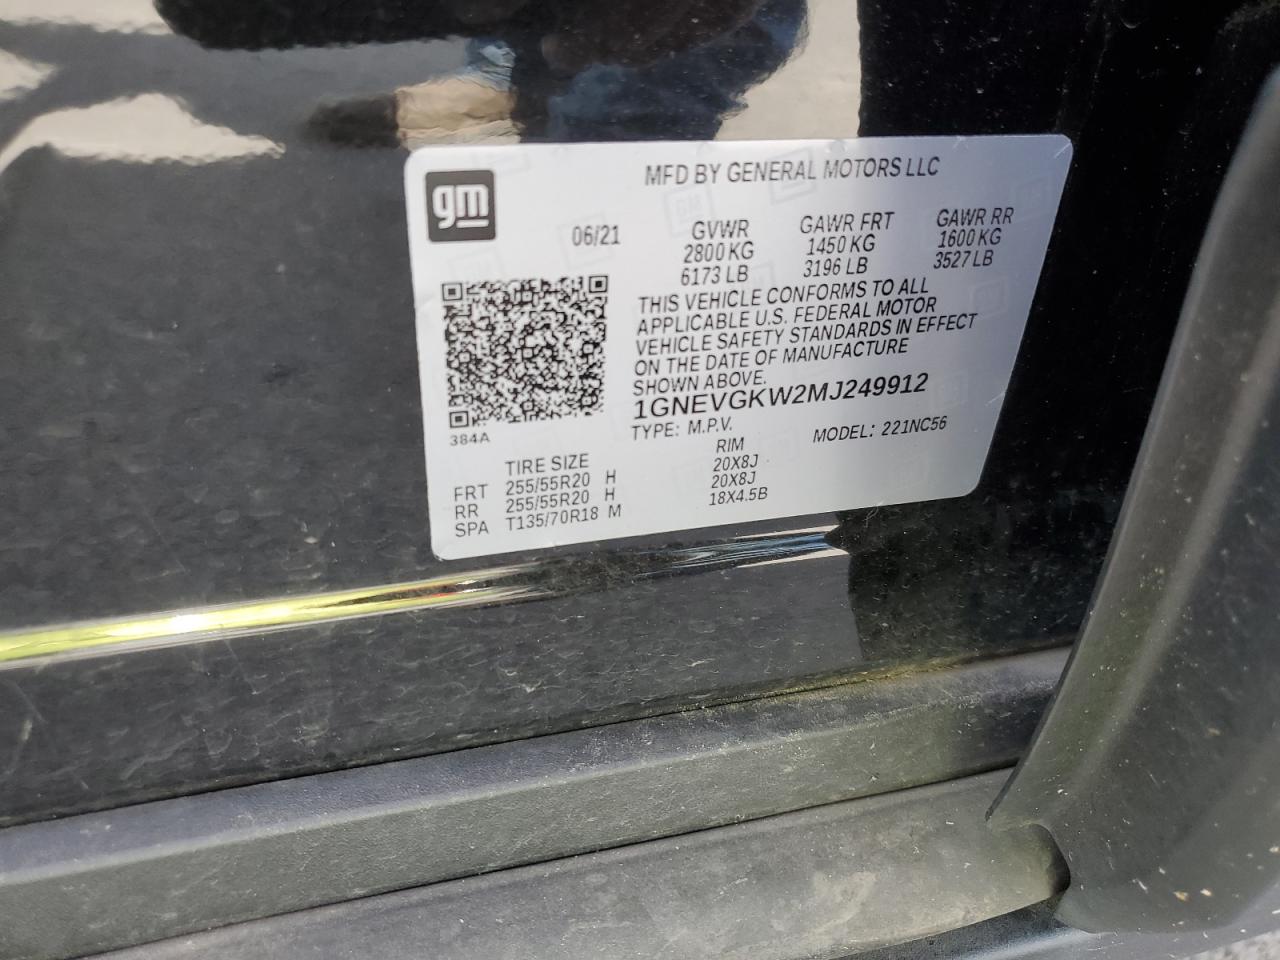 gm
MFD BY GENERAL MOTORS LLC
06/21
GVWR GAWR FRT GAWR RR
2800 KG 1450 KG 1600 KG
6173 LB 3196 LB 3527 LB
THIS VEHICLE CONFORMS TO ALL
APPLICABLE U.S. FEDERAL MOTOR
VEHICLE SAFETY STANDARDS IN EFFECT
ON THE DATE OF MANUFACTURE
SHOWN ABOVE.
1GNEVGKW2MJ249912
384A
TYPE: M.P.V. MODEL: 221NC56
TIRE SIZE RIM
FRT 255/55R20 H 20X8J
RR 255/55R20 H 20X8J
SPA T135/70R18 M 18X4.5B